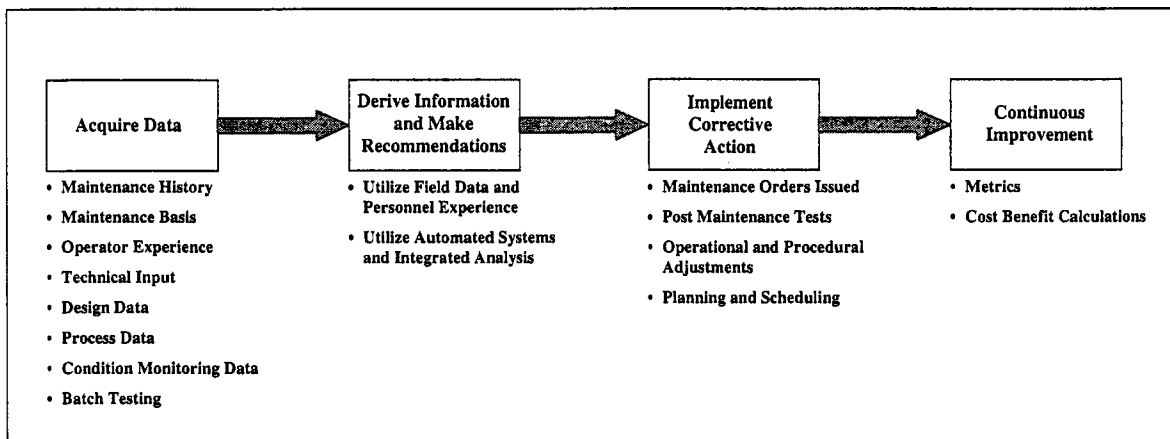 Acquire Data
• Maintenance History
• Maintenance Basis
• Operator Experience
• Technical Input
• Design Data
• Process Data
• Condition Monitoring Data
• Batch Testing
Derive Information
and Make
Recommendations
• Utilize Field Data and
Personnel Experience
• Utilize Automated Systems
and Integrated Analysis
Implement
Corrective
Action
• Maintenance Orders Issued
• Post Maintenance Tests
• Operational and Procedural
Adjustments
• Planning and Scheduling
Continuous
Improvement
• Metrics
• Cost Benefit Calculations